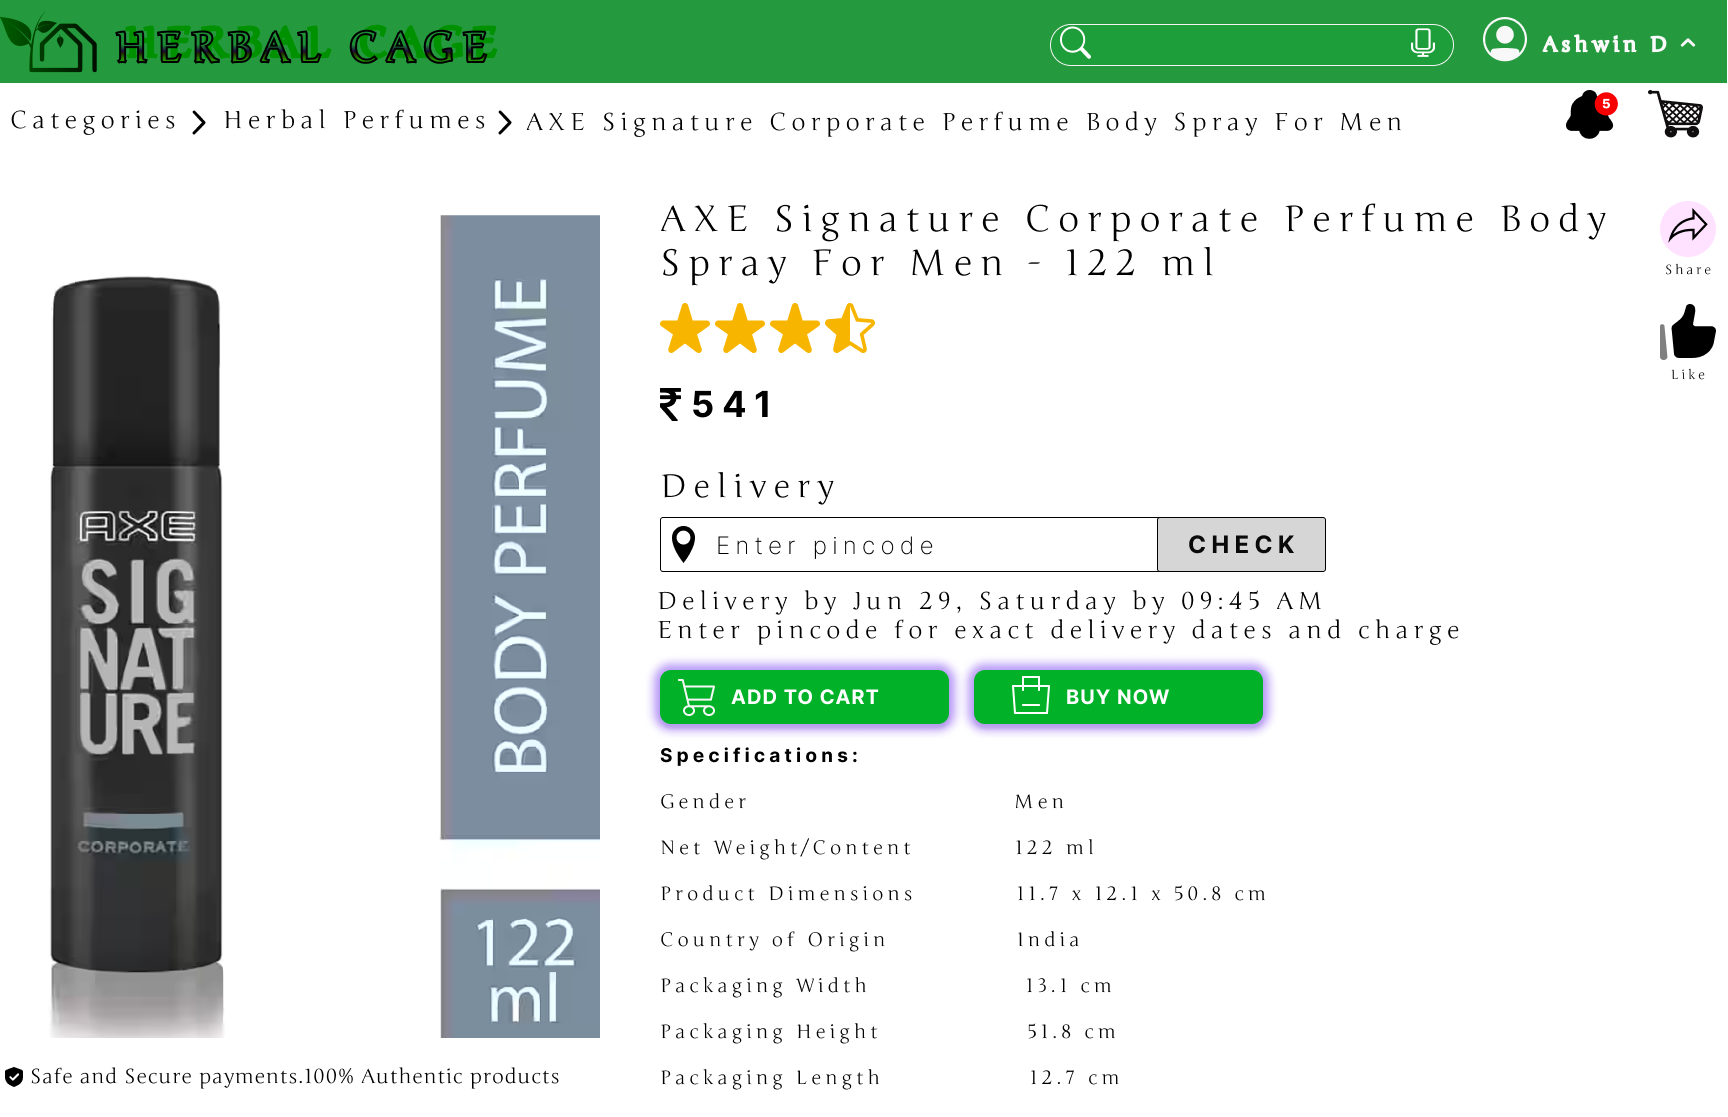 HERBAL CAGE
Ashwin D
Categories
Herbal Perfumes
AXE Signature Corporate Perfume Body Spray For Men
5
AXE Signature Corporate Perfume Body
Spray For Men - 122 ml
Share
Like
₹ 541
Delivery
Enter pincode
CHECK
Delivery by Jun 29, Saturday by 09:45 AM
Enter pincode for exact delivery dates and charge
ADD TO CART
BUY NOW
Specifications:
Gender Men
Net Weight/Content 122 ml
Product Dimensions 11.7 x 12.1 x 50.8 cm
Country of Origin India
Packaging Width 13.1 cm
Packaging Height 51.8 cm
Packaging Length 12.7 cm
AXE
SIG
NAT
URE
CORPORATE
BODY PERFUME
122
ml
Safe and Secure payments.100% Authentic products